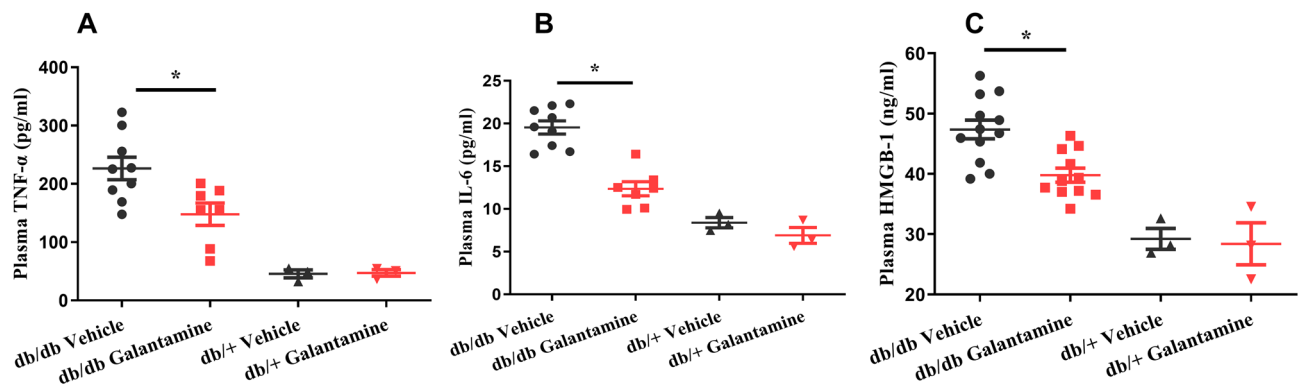 A
Plasma TNF-α (pg/ml)
400
300
200
100
0
*
db/db Vehicle
db/db Galantamine
db/+ Vehicle
db/+ Galantamine
B
Plasma IL-6 (pg/ml)
25
20
15
10
5
0
*
db/db Vehicle
db/db Galantamine
db/+ Vehicle
db/+ Galantamine
C
Plasma HMGB-1 (ng/ml)
60
50
40
30
20
*
db/db Vehicle
db/db Galantamine
db/+ Vehicle
db/+ Galantamine